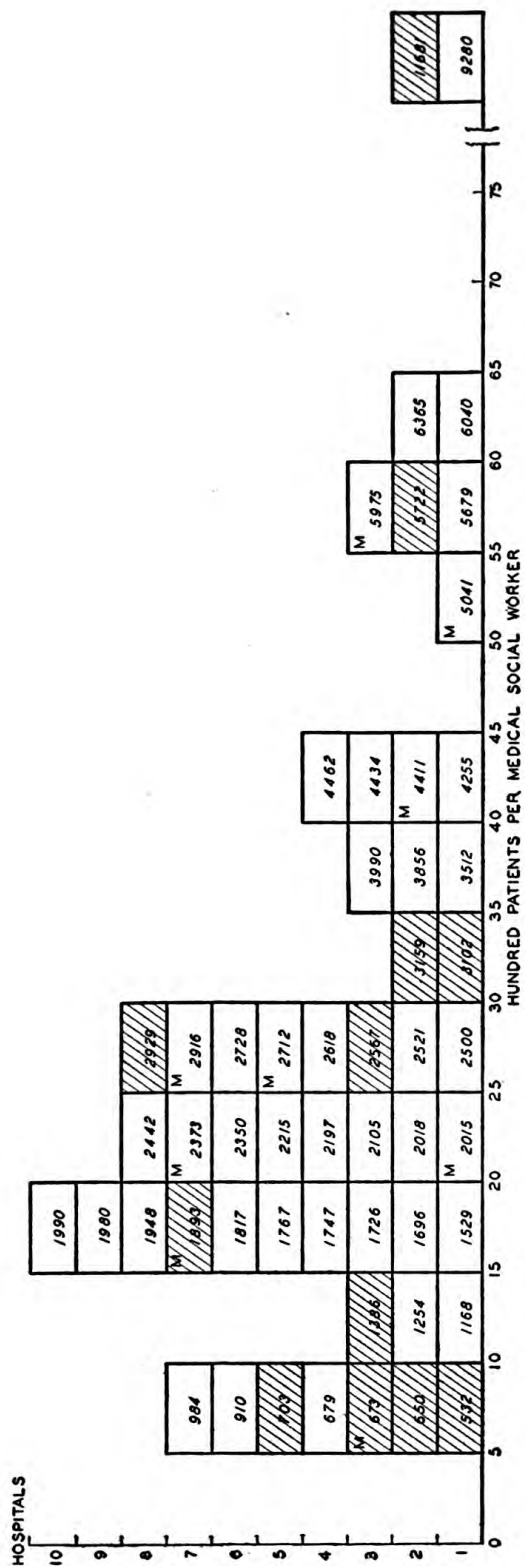 HOSPITALS
10 1990
9 1980
8 1948 2442 2929
7 984 M 1893 M 2373 M 2916
6 910 1817 2350 2728
5 703 1767 2215 M 2712
4 679 1747 2197 2618 4462
3 M 673 1386 1726 2105 2567 3990 4434 M 5975
2 650 1254 1696 2018 2521 3159 3856 M 4411 5722 6365 11681
1 532 1168 1529 M 2015 2500 3102 3512 4255 M 5041 5679 6040 9280
0 5 10 15 20 25 30 35 40 45 50 55 60 65 70 75
HUNDRED PATIENTS PER MEDICAL SOCIAL WORKER